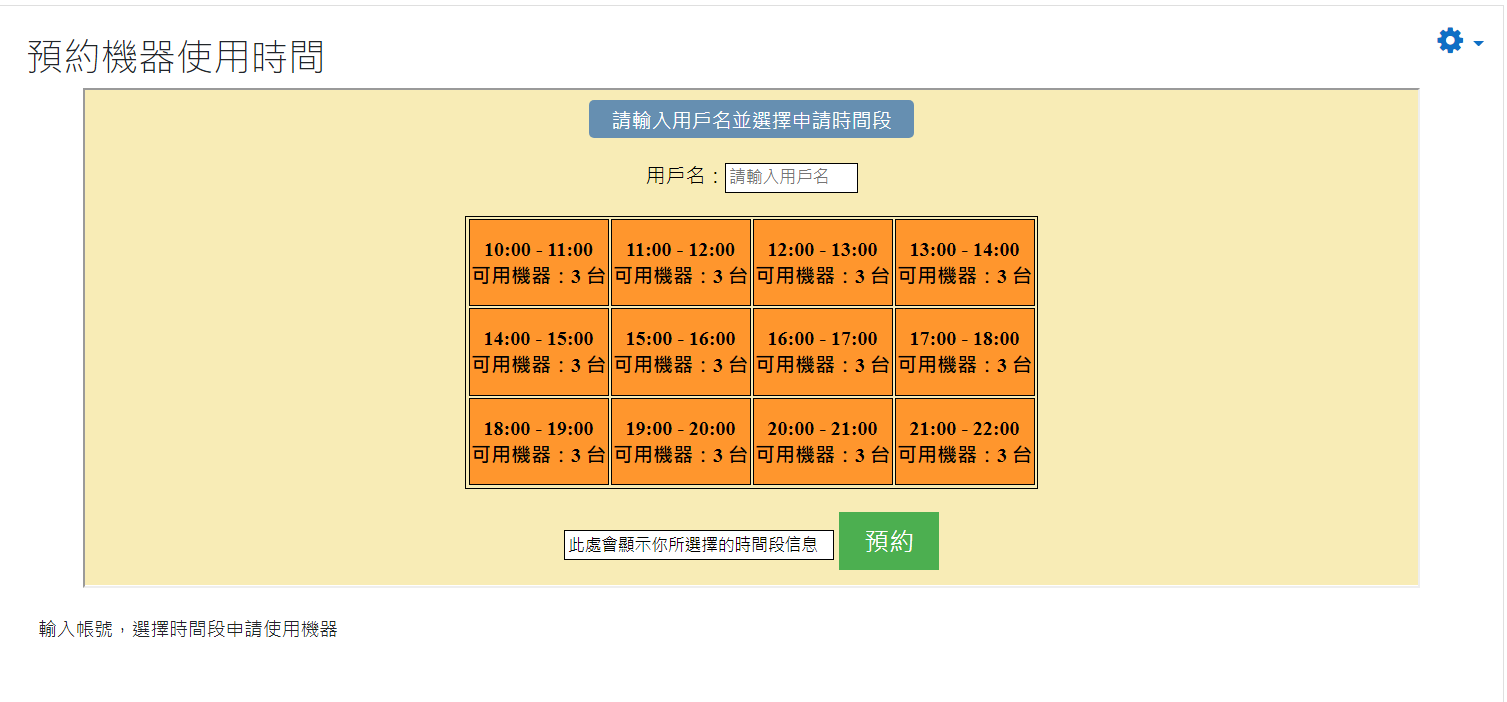 預約機器使用時間
請輸入用戶名並選擇申請時間段
用戶名：請輸入用戶名
10:00 - 11:00 11:00 - 12:00 12:00 - 13:00 13:00 - 14:00
可用機器：3 台 可用機器：3 台 可用機器：3 台 可用機器：3 台
14:00 - 15:00 15:00 - 16:00 16:00 - 17:00 17:00 - 18:00
可用機器：3 台 可用機器：3 台 可用機器：3 台 可用機器：3 台
18:00 - 19:00 19:00 - 20:00 20:00 - 21:00 21:00 - 22:00
可用機器：3 台 可用機器：3 台 可用機器：3 台 可用機器：3 台
此處會顯示你所選擇的時間段信息 預約
輸入帳號，選擇時間段申請使用機器